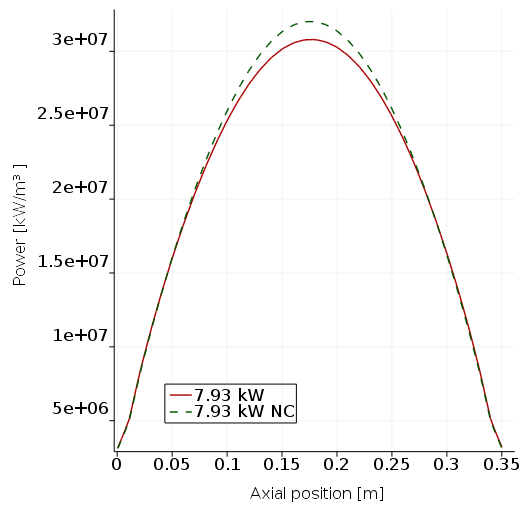 3e+07
2.5e+07
2e+07
1.5e+07
1e+07
5e+06
Power [kW/m³ ]
7.93 kW
7.93 kW NC
0 0.05 0.1 0.15 0.2 0.25 0.3 0.35
Axial position [m]